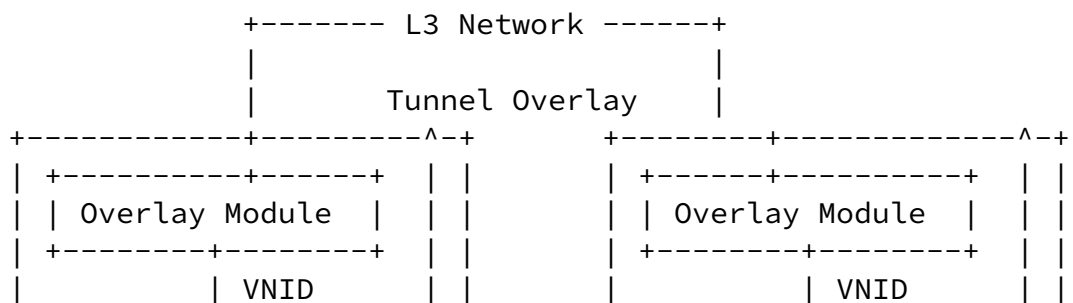 +------- L3 Network ------+
|                         |
|       Tunnel Overlay    |
+------------+---------^-+       +--------+-------------^-+
| +----------+------+  | |       | +------+----------+  | |
| | Overlay Module  |  | |       | | Overlay Module  |  | |
| +--------+--------+  | |       | +--------+--------+  | |
|          | VNID      | |       |          | VNID      | |